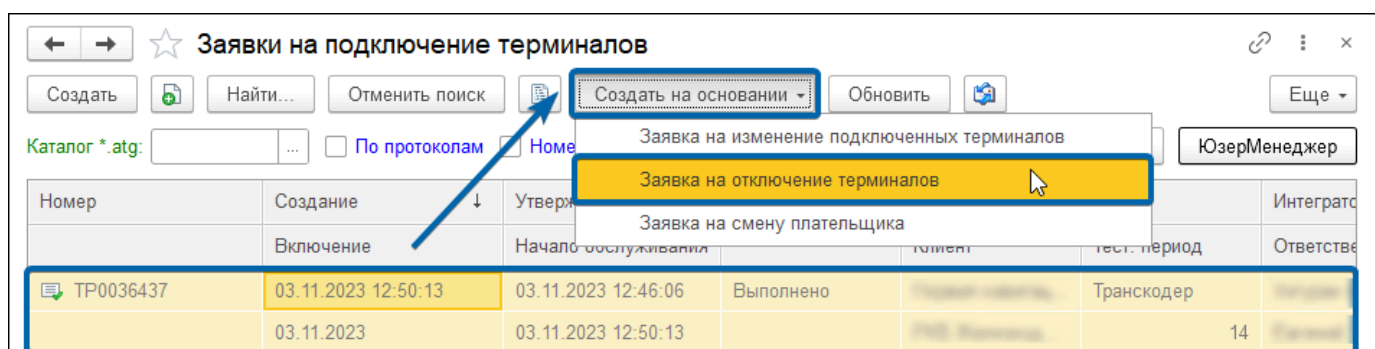 Заявки на подключение терминалов
Создать Найти... Отменить поиск Создать на основании Обновить Еще
Каталог *.atg: ... По протоколам Номе ЮзерМенеджер
Заявка на изменение подключенных терминалов
Заявка на отключение терминалов
Заявка на смену плательщика
Номер Создание ↓ Утверж Интеграто
Включение Начало обслуживания Клиент Тест. период Ответстве
TP0036437 03.11.2023 12:50:13 03.11.2023 12:46:06 Выполнено Транскодер
03.11.2023 03.11.2023 12:50:13 14